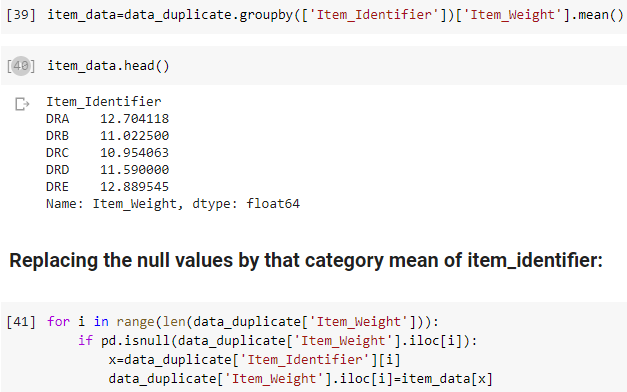 [39] item_data=data_duplicate.groupby(['Item_Identifier'])['Item_Weight'].mean()
[40] item_data.head()
Item_Identifier
DRA    12.704118
DRB    11.022500
DRC    10.954063
DRD    11.590000
DRE    12.889545
Name: Item_Weight, dtype: float64
Replacing the null values by that category mean of item_identifier:
[41] for i in range(len(data_duplicate['Item_Weight'])):
    if pd.isnull(data_duplicate['Item_Weight'].iloc[i]):
        x=data_duplicate['Item_Identifier'][i]
        data_duplicate['Item_Weight'].iloc[i]=item_data[x]